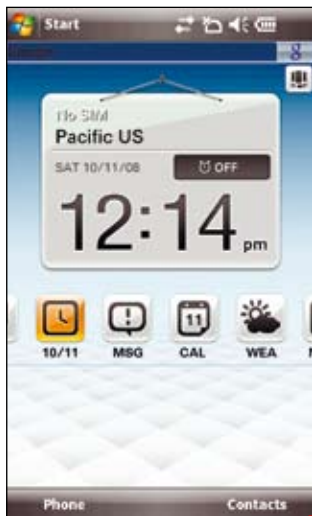 Start
No SIM
Pacific US
SAT 10/11/08
OFF
12:14 pm
11
10/11
MSG
CAL
WEA
Phone
Contacts